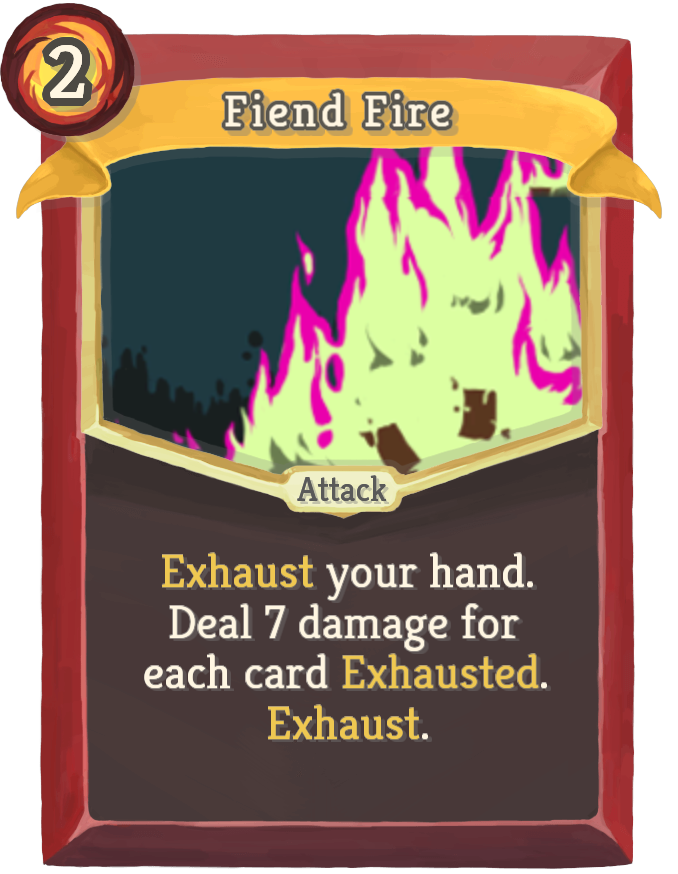 2
Fiend Fire
Attack
Exhaust your hand.
Deal 7 damage for
each card Exhausted.
Exhaust.